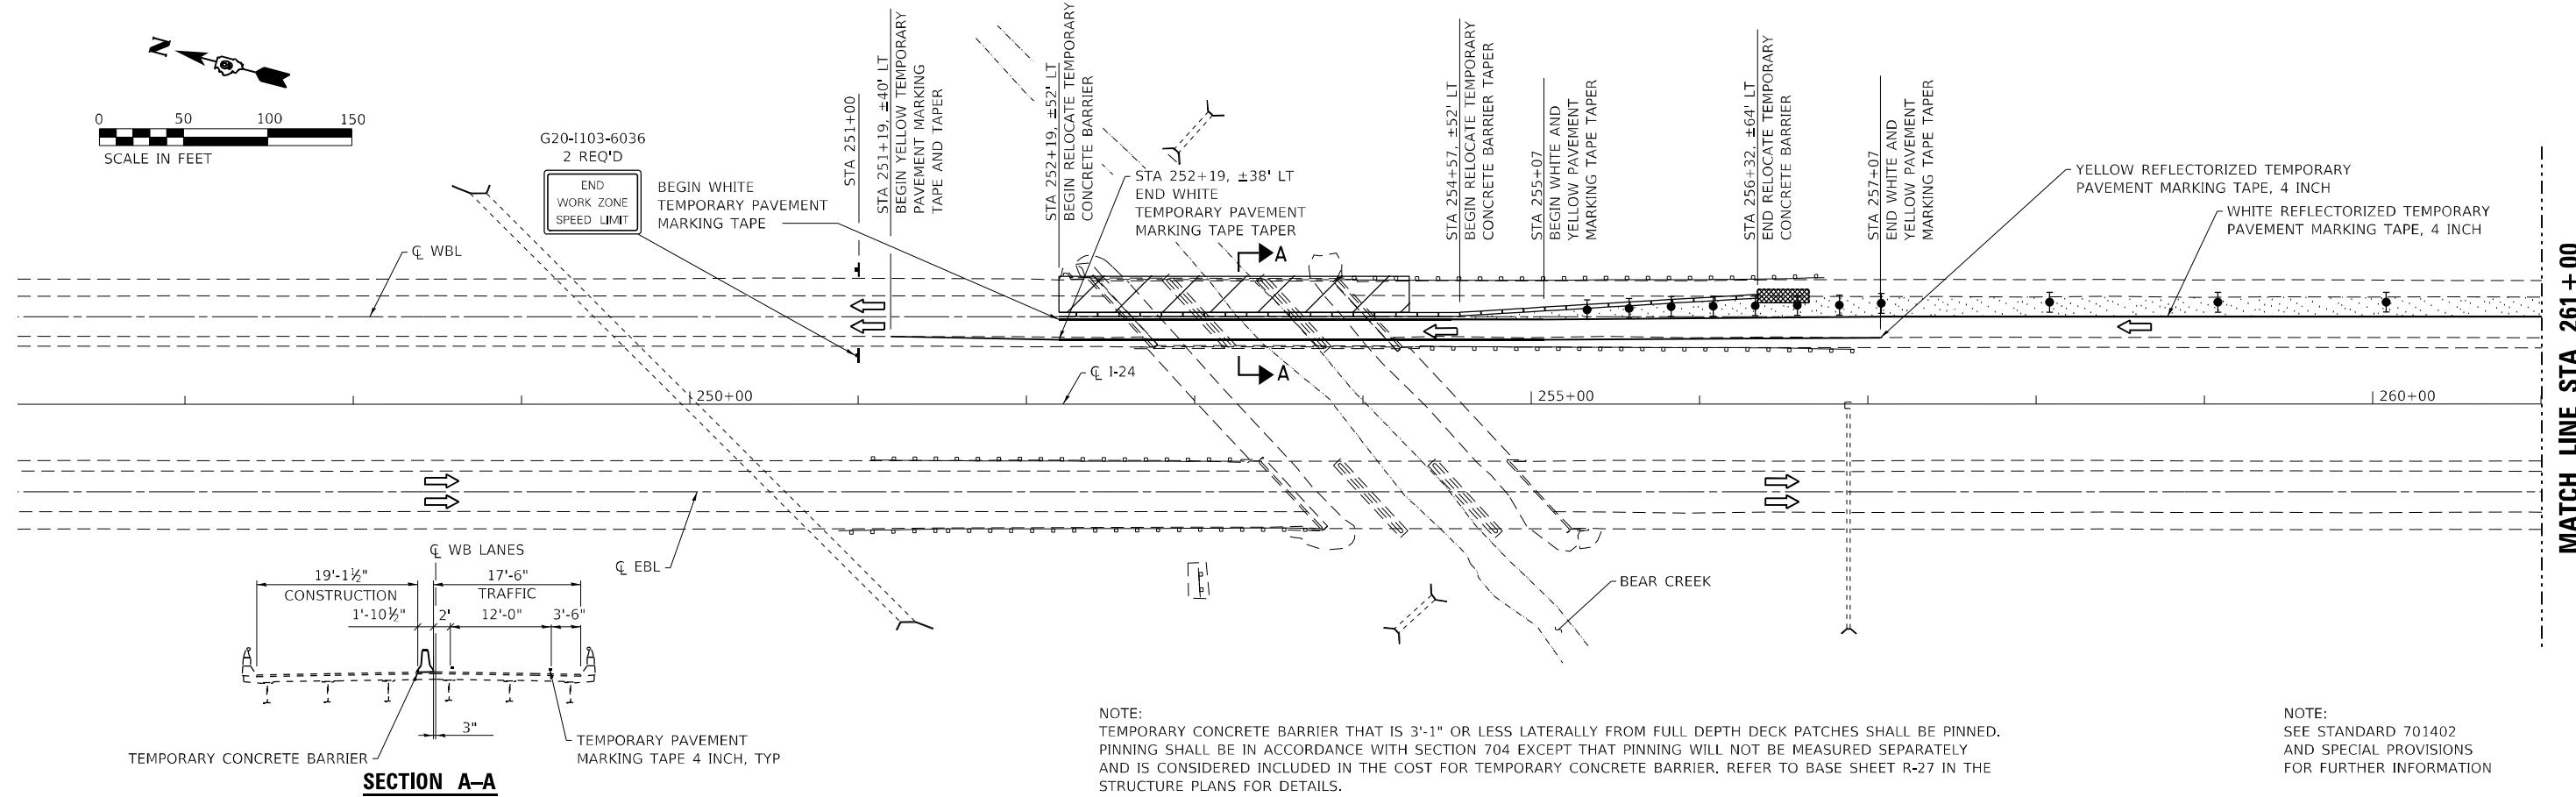 N
0 50 100 150
SCALE IN FEET
G20-I103-6036
2 REQ'D
END
WORK ZONE
SPEED LIMIT
BEGIN WHITE
TEMPORARY PAVEMENT
MARKING TAPE
℄ WBL
STA 251+00
STA 251+19, ±40' LT
BEGIN YELLOW TEMPORARY
PAVEMENT MARKING
TAPE AND TAPER
STA 252+19, ±52' LT
BEGIN RELOCATE TEMPORARY
CONCRETE BARRIER
STA 252+19, ±38' LT
END WHITE
TEMPORARY PAVEMENT
MARKING TAPE TAPER
STA 254+57, ±52' LT
BEGIN RELOCATE TEMPORARY
CONCRETE BARRIER TAPER
STA 255+07
BEGIN WHITE AND
YELLOW PAVEMENT
MARKING TAPE TAPER
STA 256+32, ±64' LT
END RELOCATE TEMPORARY
CONCRETE BARRIER
STA 257+07
END WHITE AND
YELLOW PAVEMENT
MARKING TAPE TAPER
YELLOW REFLECTORIZED TEMPORARY
PAVEMENT MARKING TAPE, 4 INCH
WHITE REFLECTORIZED TEMPORARY
PAVEMENT MARKING TAPE, 4 INCH
MATCH LINE STA 261+00
A
A
℄ I-24
250+00
255+00
260+00
℄ EBL
BEAR CREEK
℄ WB LANES
19'-1½"
17'-6"
CONSTRUCTION
TRAFFIC
1'-10½"
2'
12'-0"
3'-6"
3"
TEMPORARY CONCRETE BARRIER
TEMPORARY PAVEMENT
MARKING TAPE 4 INCH, TYP
SECTION A-A
NOTE:
TEMPORARY CONCRETE BARRIER THAT IS 3'-1" OR LESS LATERALLY FROM FULL DEPTH DECK PATCHES SHALL BE PINNED.
PINNING SHALL BE IN ACCORDANCE WITH SECTION 704 EXCEPT THAT PINNING WILL NOT BE MEASURED SEPARATELY
AND IS CONSIDERED INCLUDED IN THE COST FOR TEMPORARY CONCRETE BARRIER. REFER TO BASE SHEET R-27 IN THE
STRUCTURE PLANS FOR DETAILS.
NOTE:
SEE STANDARD 701402
AND SPECIAL PROVISIONS
FOR FURTHER INFORMATION